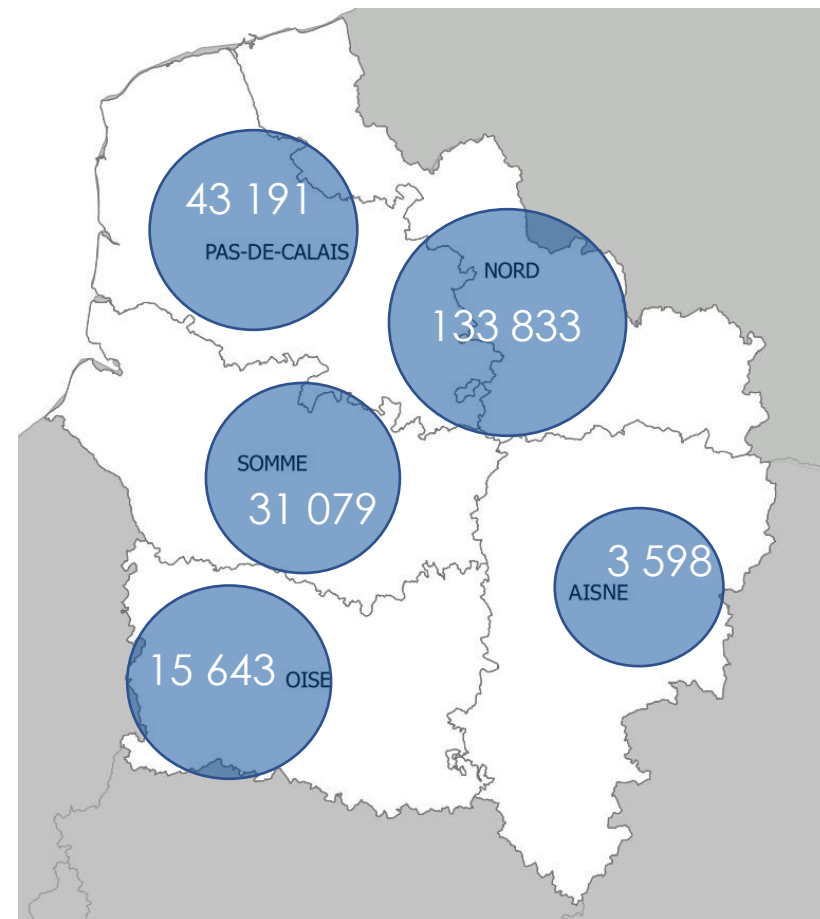 43 191
PAS-DE-CALAIS
NORD
133 833
SOMME
31 079
3 598
AISNE
15 643 OISE